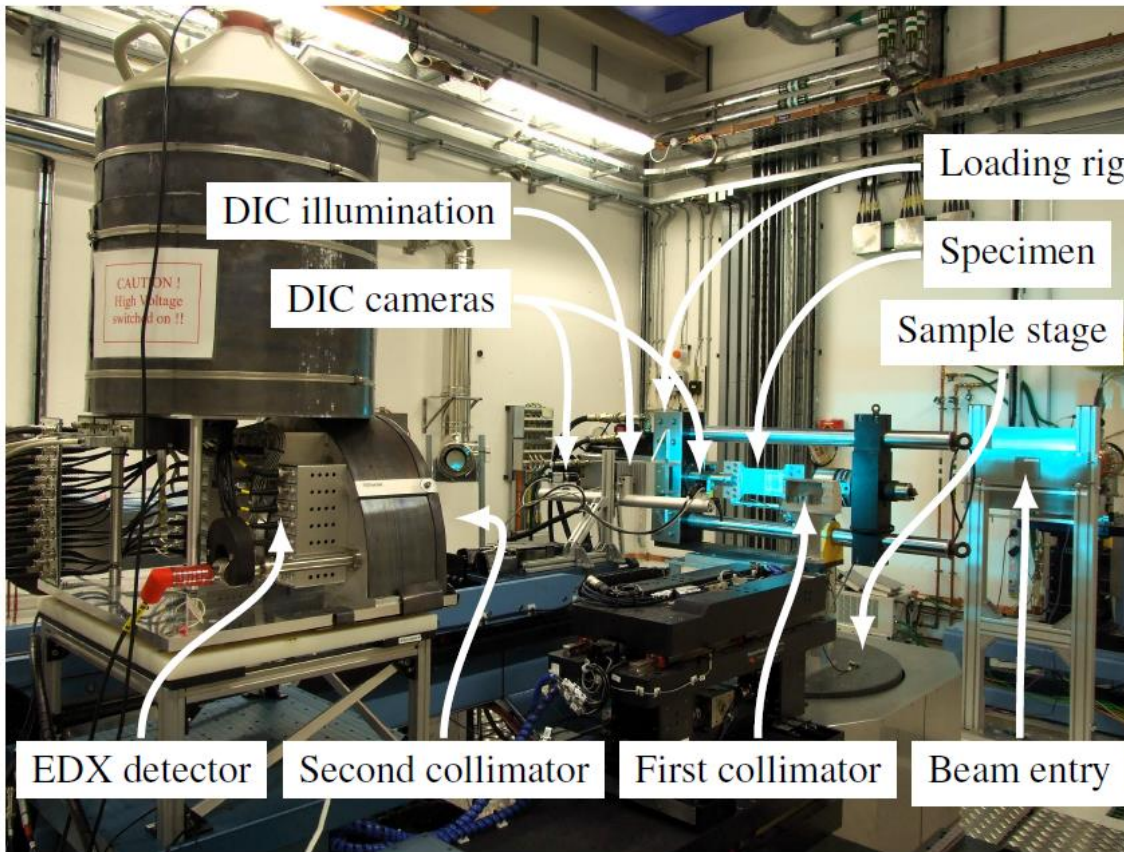 Loading rig
DIC illumination
Specimen
DIC cameras
Sample stage
CAUTION !
High Voltage
switched on !!
EDX detector
Second collimator
First collimator
Beam entry